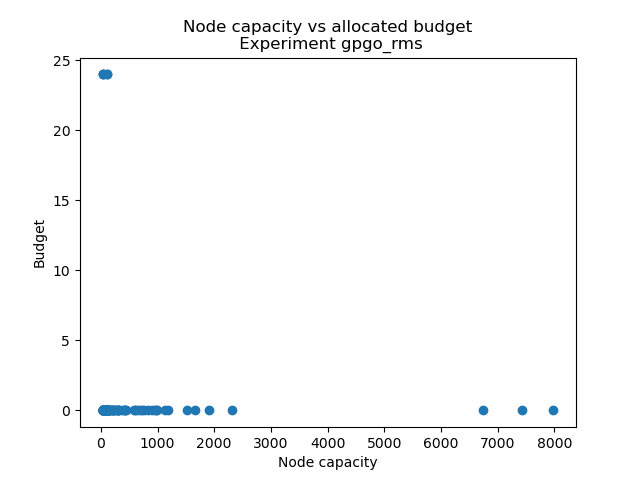 Node capacity vs allocated budget
Experiment gpgo_rms
25
20
15
10
5
0
Budget
0 1000 2000 3000 4000 5000 6000 7000 8000
Node capacity